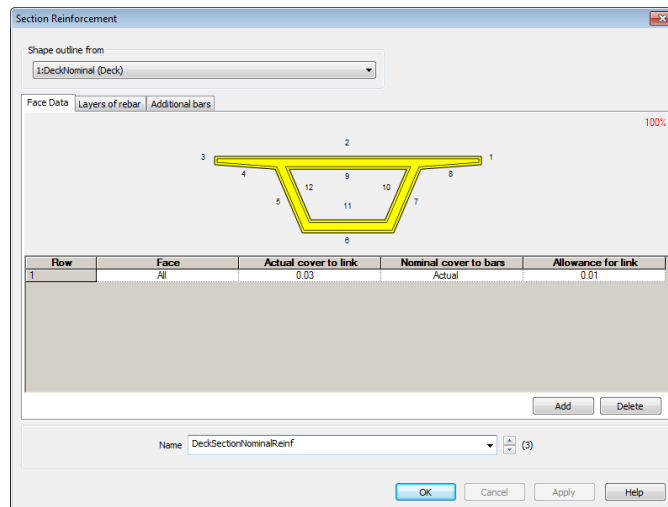 Section Reinforcement
Shape outline from
1:DeckNominal (Deck)
Face Data Layers of rebar Additional bars
100%
2
3 1
4 9 8
12 10
5 11 7
6
Row Face Actual cover to link Nominal cover to bars Allowance for link
1 All 0.03 Actual 0.01
Add Delete
Name DeckSectionNominalReinf (3)
OK Cancel Apply Help